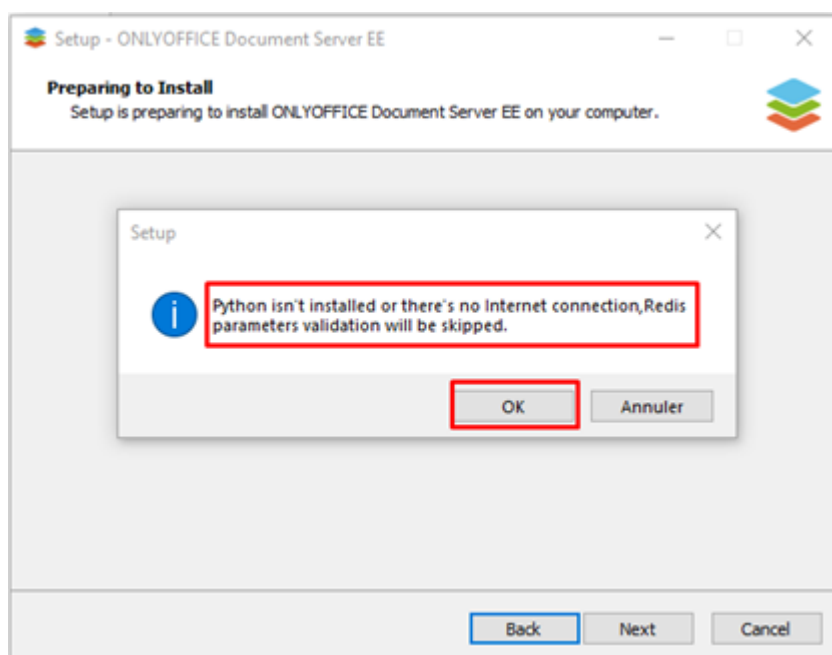 Setup - ONLYOFFICE Document Server EE
Preparing to Install
Setup is preparing to install ONLYOFFICE Document Server EE on your computer.
Setup
Python isn't installed or there's no Internet connection,Redis
parameters validation will be skipped.
OK
Annuler
Back
Next
Cancel